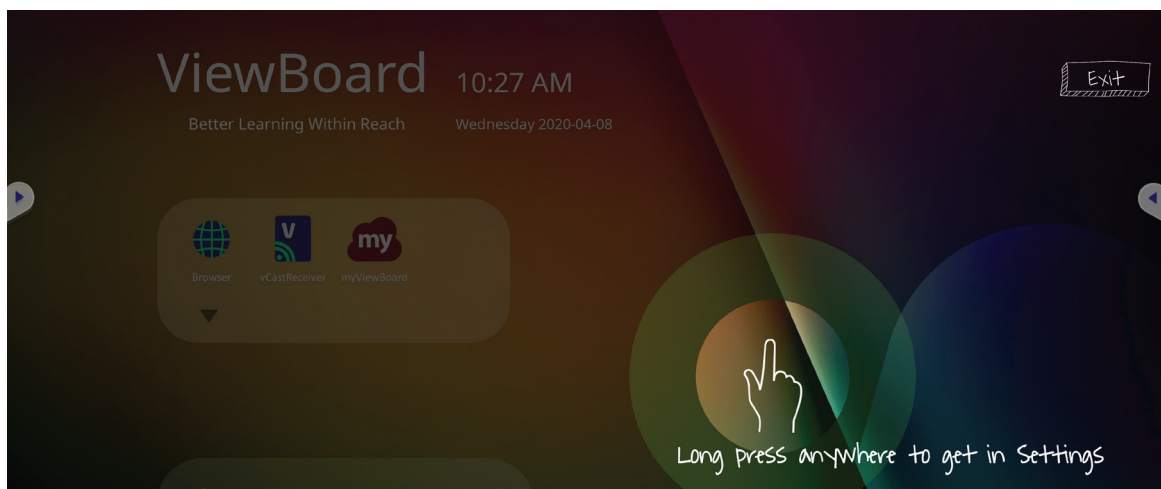 ViewBoard 10:27 AM
Better Learning Within Reach Wednesday 2020-04-08
Exit
V
my
Browser vCastReceiver myViewBoard
Long press anywhere to get in Settings